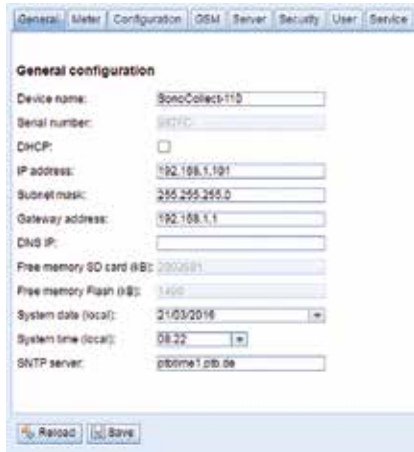 General Meter Configuration GSM Server Security User Service
General configuration
Device name: SonoCollect-110
Serial number:
DHCP:
IP address: 192.168.1.101
Subnet mask: 255.255.255.0
Gateway address: 192.168.1.1
DNS IP:
Free memory SD card (kB):
Free memory Flash (kB): 1400
System date (local): 21/03/2016
System time (local): 08:22
SNTP server: ptbtime1.ptb.de
Reload Save